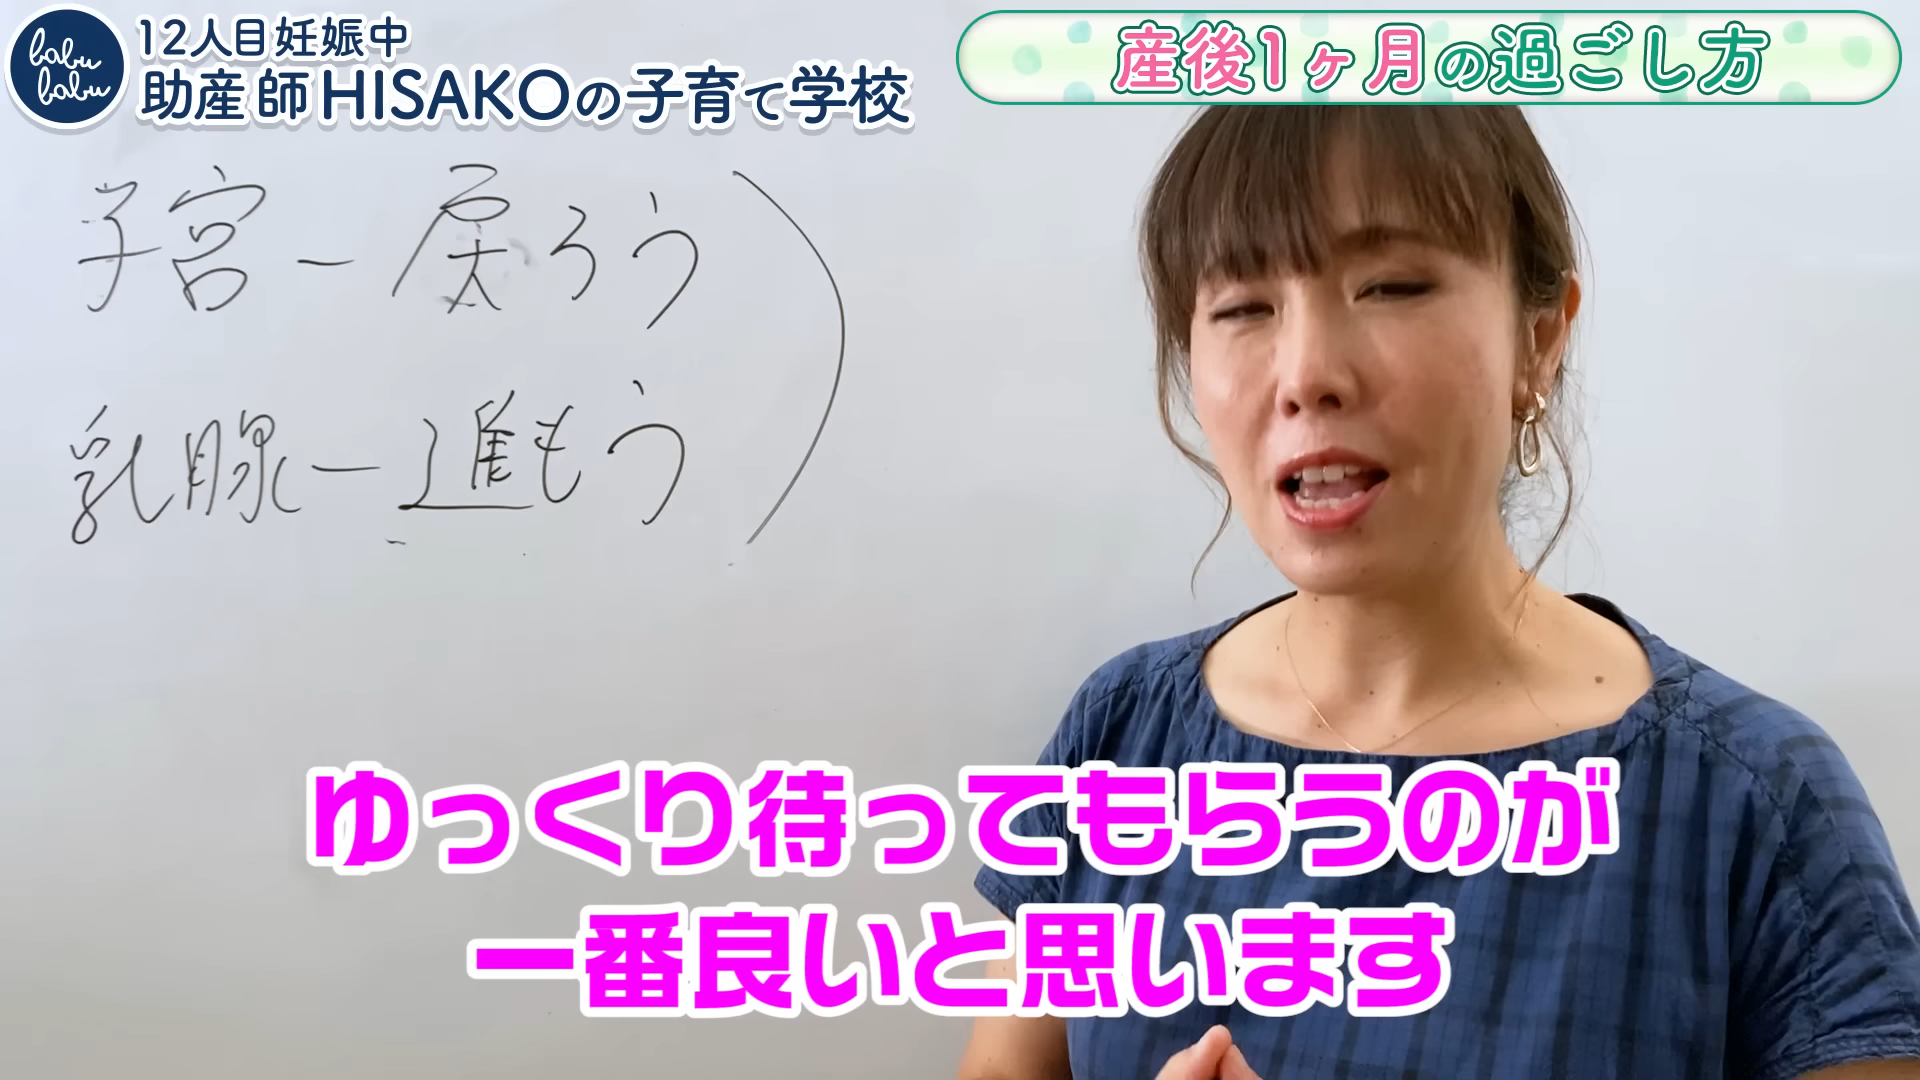 babu babu
12人目妊娠中
助産師HISAKOの子育て学校
産後1ヶ月の過ごし方
子宮ー戻ろう
乳腺ー進もう
ゆっくり待ってもらうのが
一番良いと思います